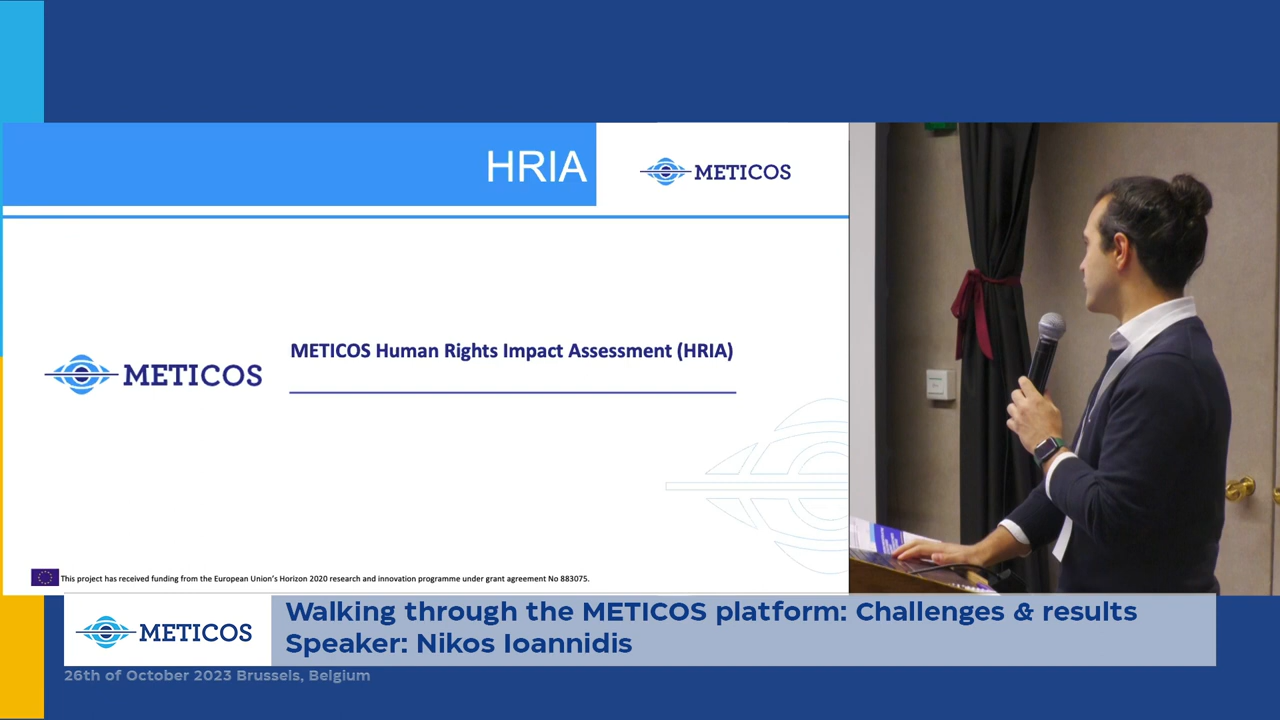 HRIA
METICOS
METICOS Human Rights Impact Assessment (HRIA)
METICOS
This project has received funding from the European Union's Horizon 2020 research and innovation programme under grant agreement No 883075.
METICOS
Walking through the METICOS platform: Challenges & results
Speaker: Nikos Ioannidis
26th of October 2023 Brussels, Belgium